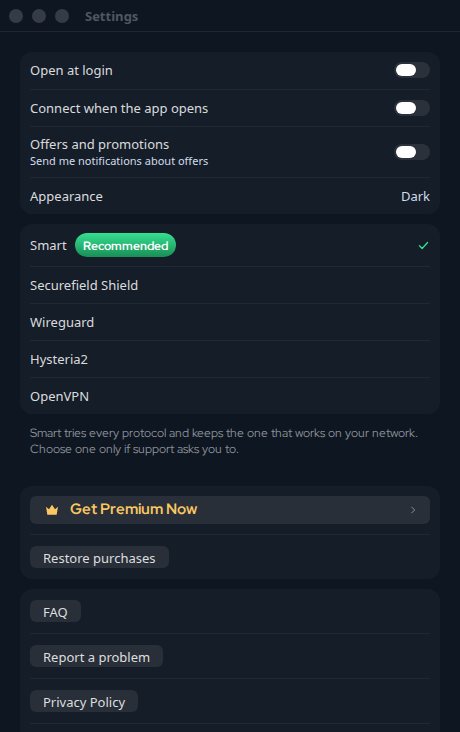 Settings
Open at login
Connect when the app opens
Offers and promotions
Send me notifications about offers
Appearance Dark
Smart Recommended
Securefield Shield
Wireguard
Hysteria2
OpenVPN
Smart tries every protocol and keeps the one that works on your network.
Choose one only if support asks you to.
Get Premium Now
Restore purchases
FAQ
Report a problem
Privacy Policy